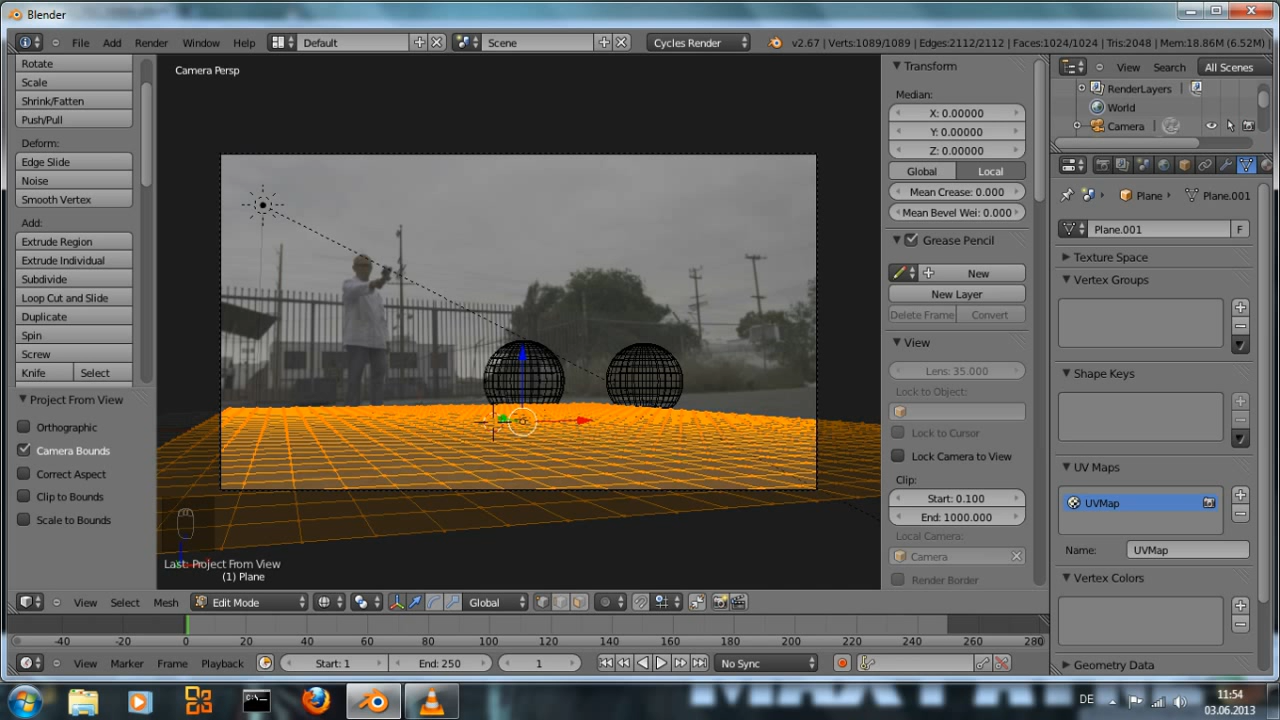 Blender
File Add Render Window Help Default Scene Cycles Render v2.67 | Verts:1089/1089 | Edges:2112/2112 | Faces:1024/1024 | Tris:2048 | Mem:18.86M (6.52M) |
Rotate
Scale
Shrink/Fatten
Push/Pull
Deform:
Edge Slide
Noise
Smooth Vertex
Add:
Extrude Region
Extrude Individual
Subdivide
Loop Cut and Slide
Duplicate
Spin
Screw
Knife Select
Project From View
Orthographic
Camera Bounds
Correct Aspect
Clip to Bounds
Scale to Bounds
Camera Persp
Last: Project From View
(1) Plane
Transform
Median:
X: 0.00000
Y: 0.00000
Z: 0.00000
Global Local
Mean Crease: 0.000
Mean Bevel Wei: 0.000
Grease Pencil
New
New Layer
Delete Frame Convert
View
Lens: 35.000
Lock to Object:
Lock to Cursor
Lock Camera to View
Clip:
Start: 0.100
End: 1000.000
Local Camera:
Camera
Render Border
View Search All Scenes
RenderLayers
World
Camera
Plane Plane.001
Plane.001 F
Texture Space
Vertex Groups
Shape Keys
UV Maps
UVMap
Name: UVMap
Vertex Colors
Geometry Data
View Select Mesh Edit Mode Global
-40 -20 0 20 40 60 80 100 120 140 160 180 200 220 240 260 280
View Marker Frame Playback Start: 1 End: 250 1 No Sync
DE 11:54
03.06.2013